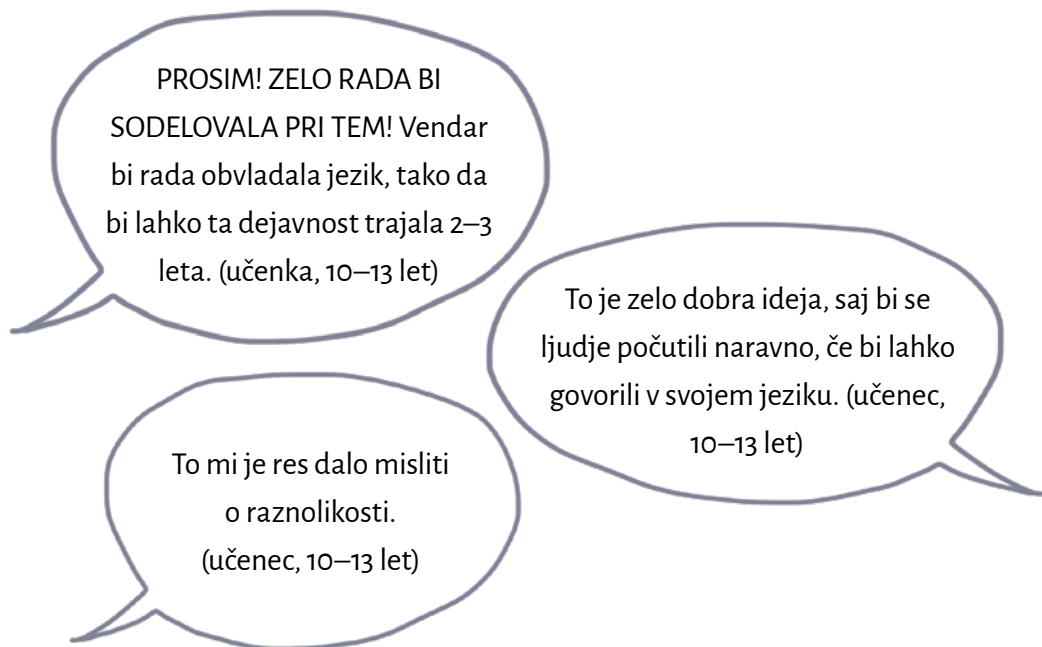 PROSIM! ZELO RADA BI
SODELOVALA PRI TEM! Vendar
bi rada obvladala jezik, tako da
bi lahko ta dejavnost trajala 2–3
leta. (učenka, 10–13 let)
To je zelo dobra ideja, saj bi se
ljudje počutili naravno, če bi lahko
govorili v svojem jeziku. (učenec,
10–13 let)
To mi je res dalo misliti
o raznolikosti.
(učenec, 10–13 let)